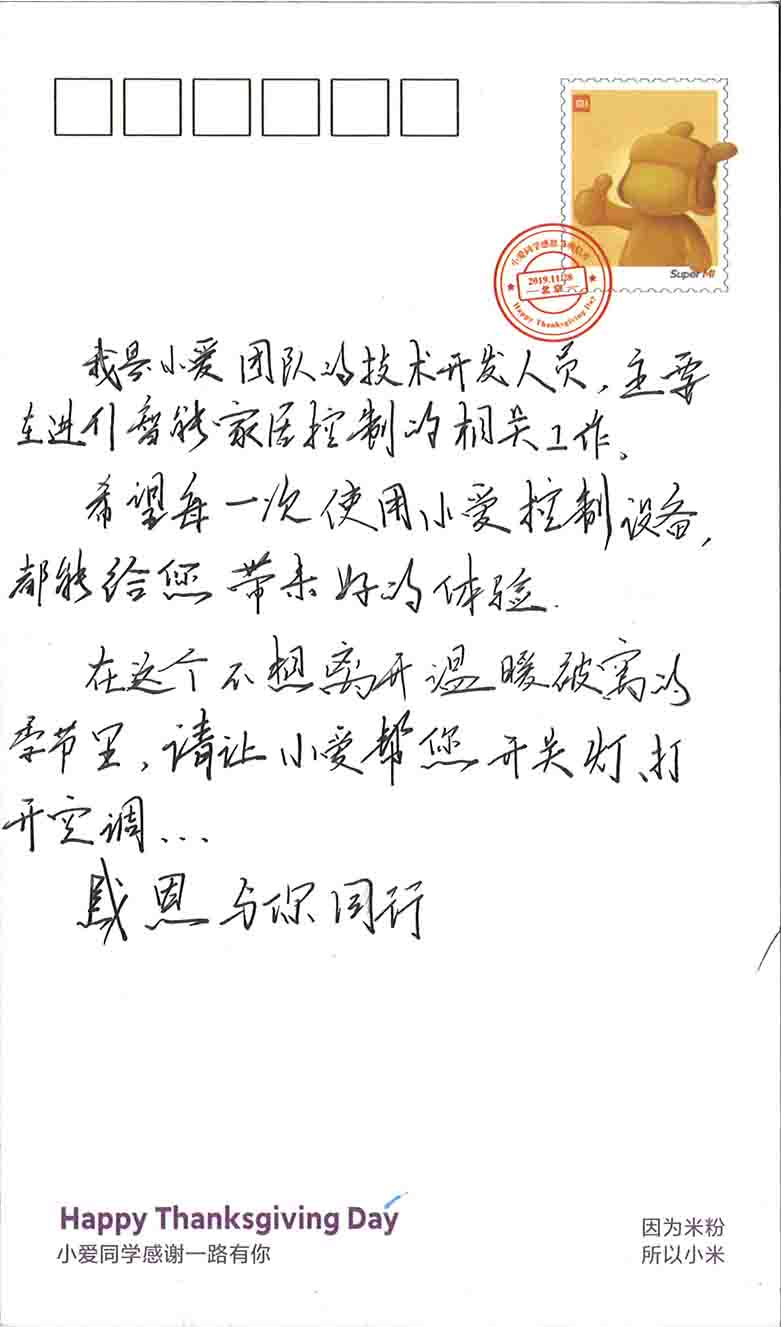 MI
Super MI
小爱同学感恩节明信片
2019.11.28
北京
Happy Thanksgiving Day
我是小爱团队的技术开发人员，主要
在进行智能家居控制的相关工作。
希望每一次使用小爱控制设备，
都能给您带来好的体验.
在这个不想离开温暖被窝的
季节里，请让小爱帮您开关灯、打
开空调...
感恩与你同行
Happy Thanksgiving Day
小爱同学感谢一路有你
因为米粉
所以小米